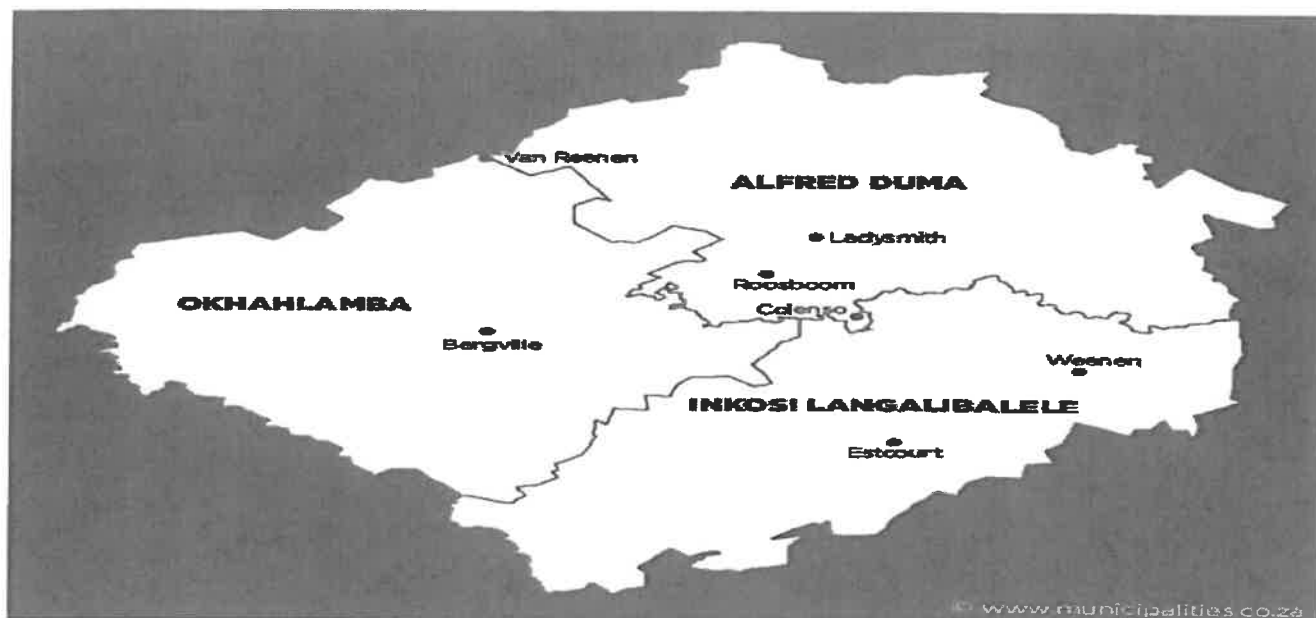 Van Reenen
ALFRED DUMA
Ladysmith
Roosboom
OKHAHLAMBA
Colenso
Bergville
Weenen
INKOSI LANGALIBALELE
Estcourt
© www.municipalities.co.za